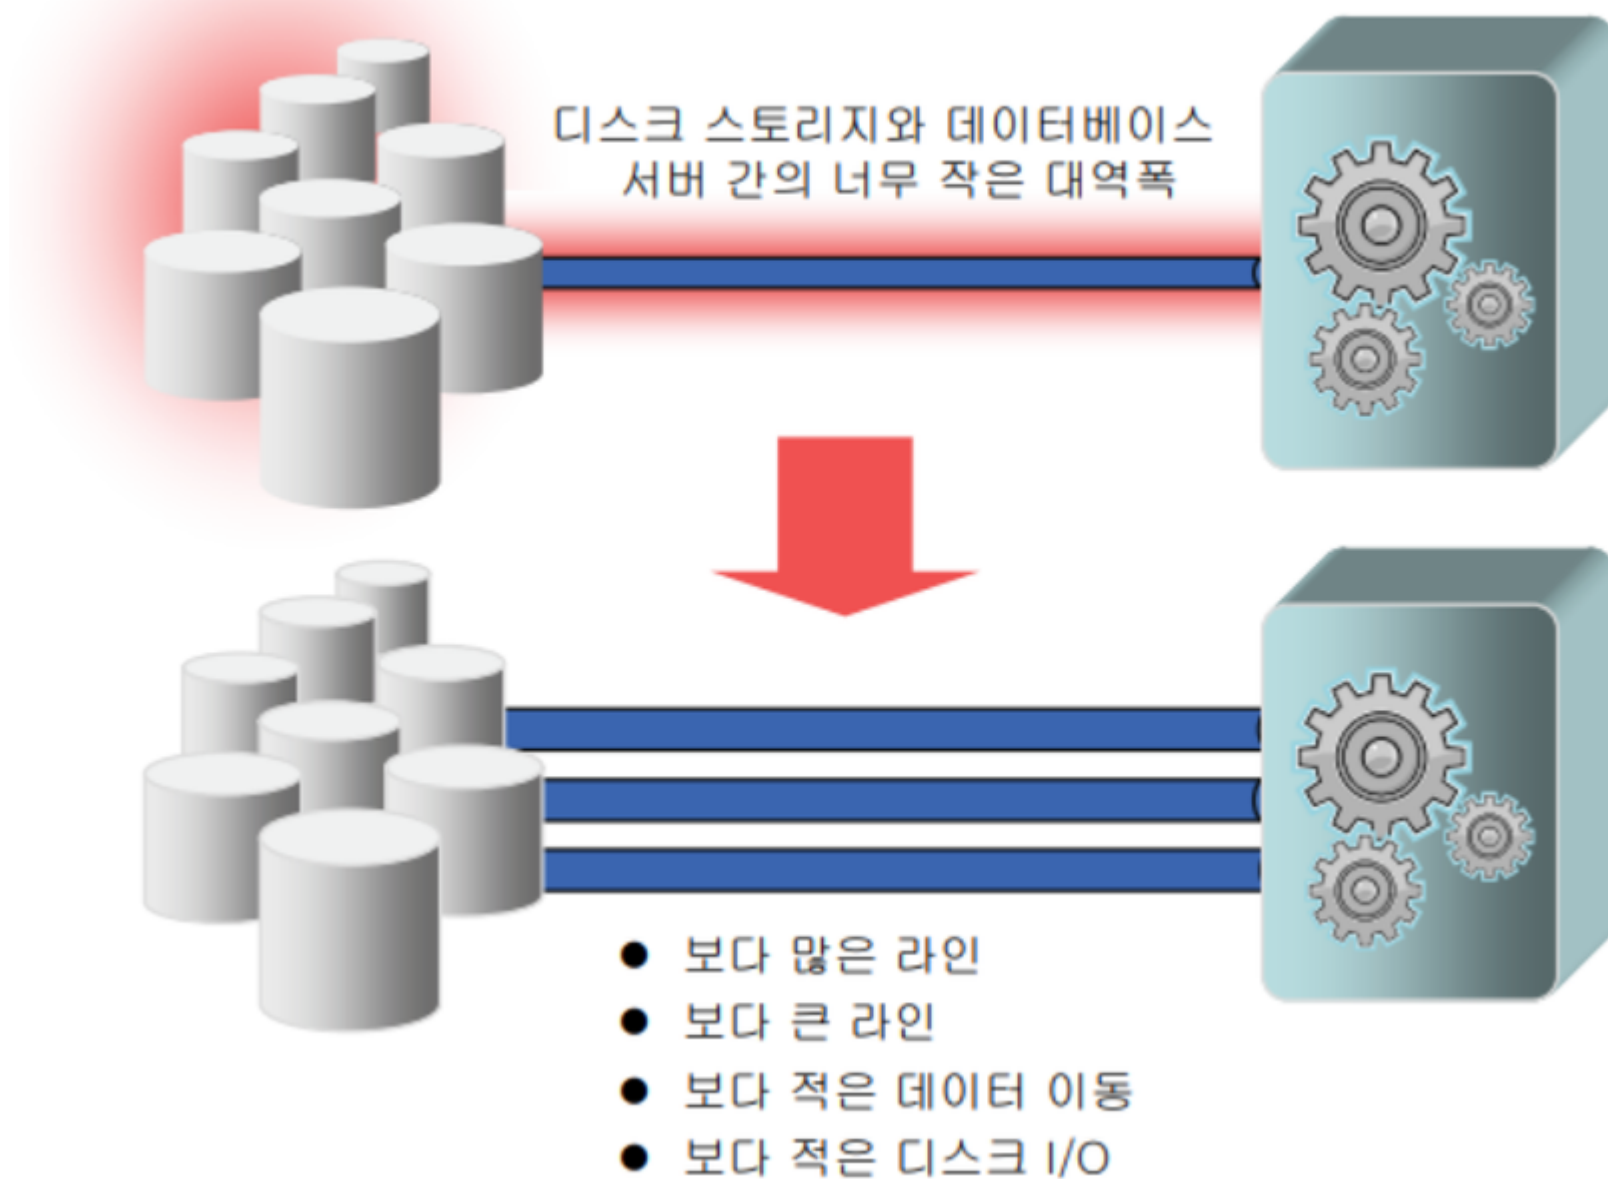 디스크 스토리지와 데이터베이스
서버 간의 너무 작은 대역폭
● 보다 많은 라인
● 보다 큰 라인
● 보다 적은 데이터 이동
● 보다 적은 디스크 I/O